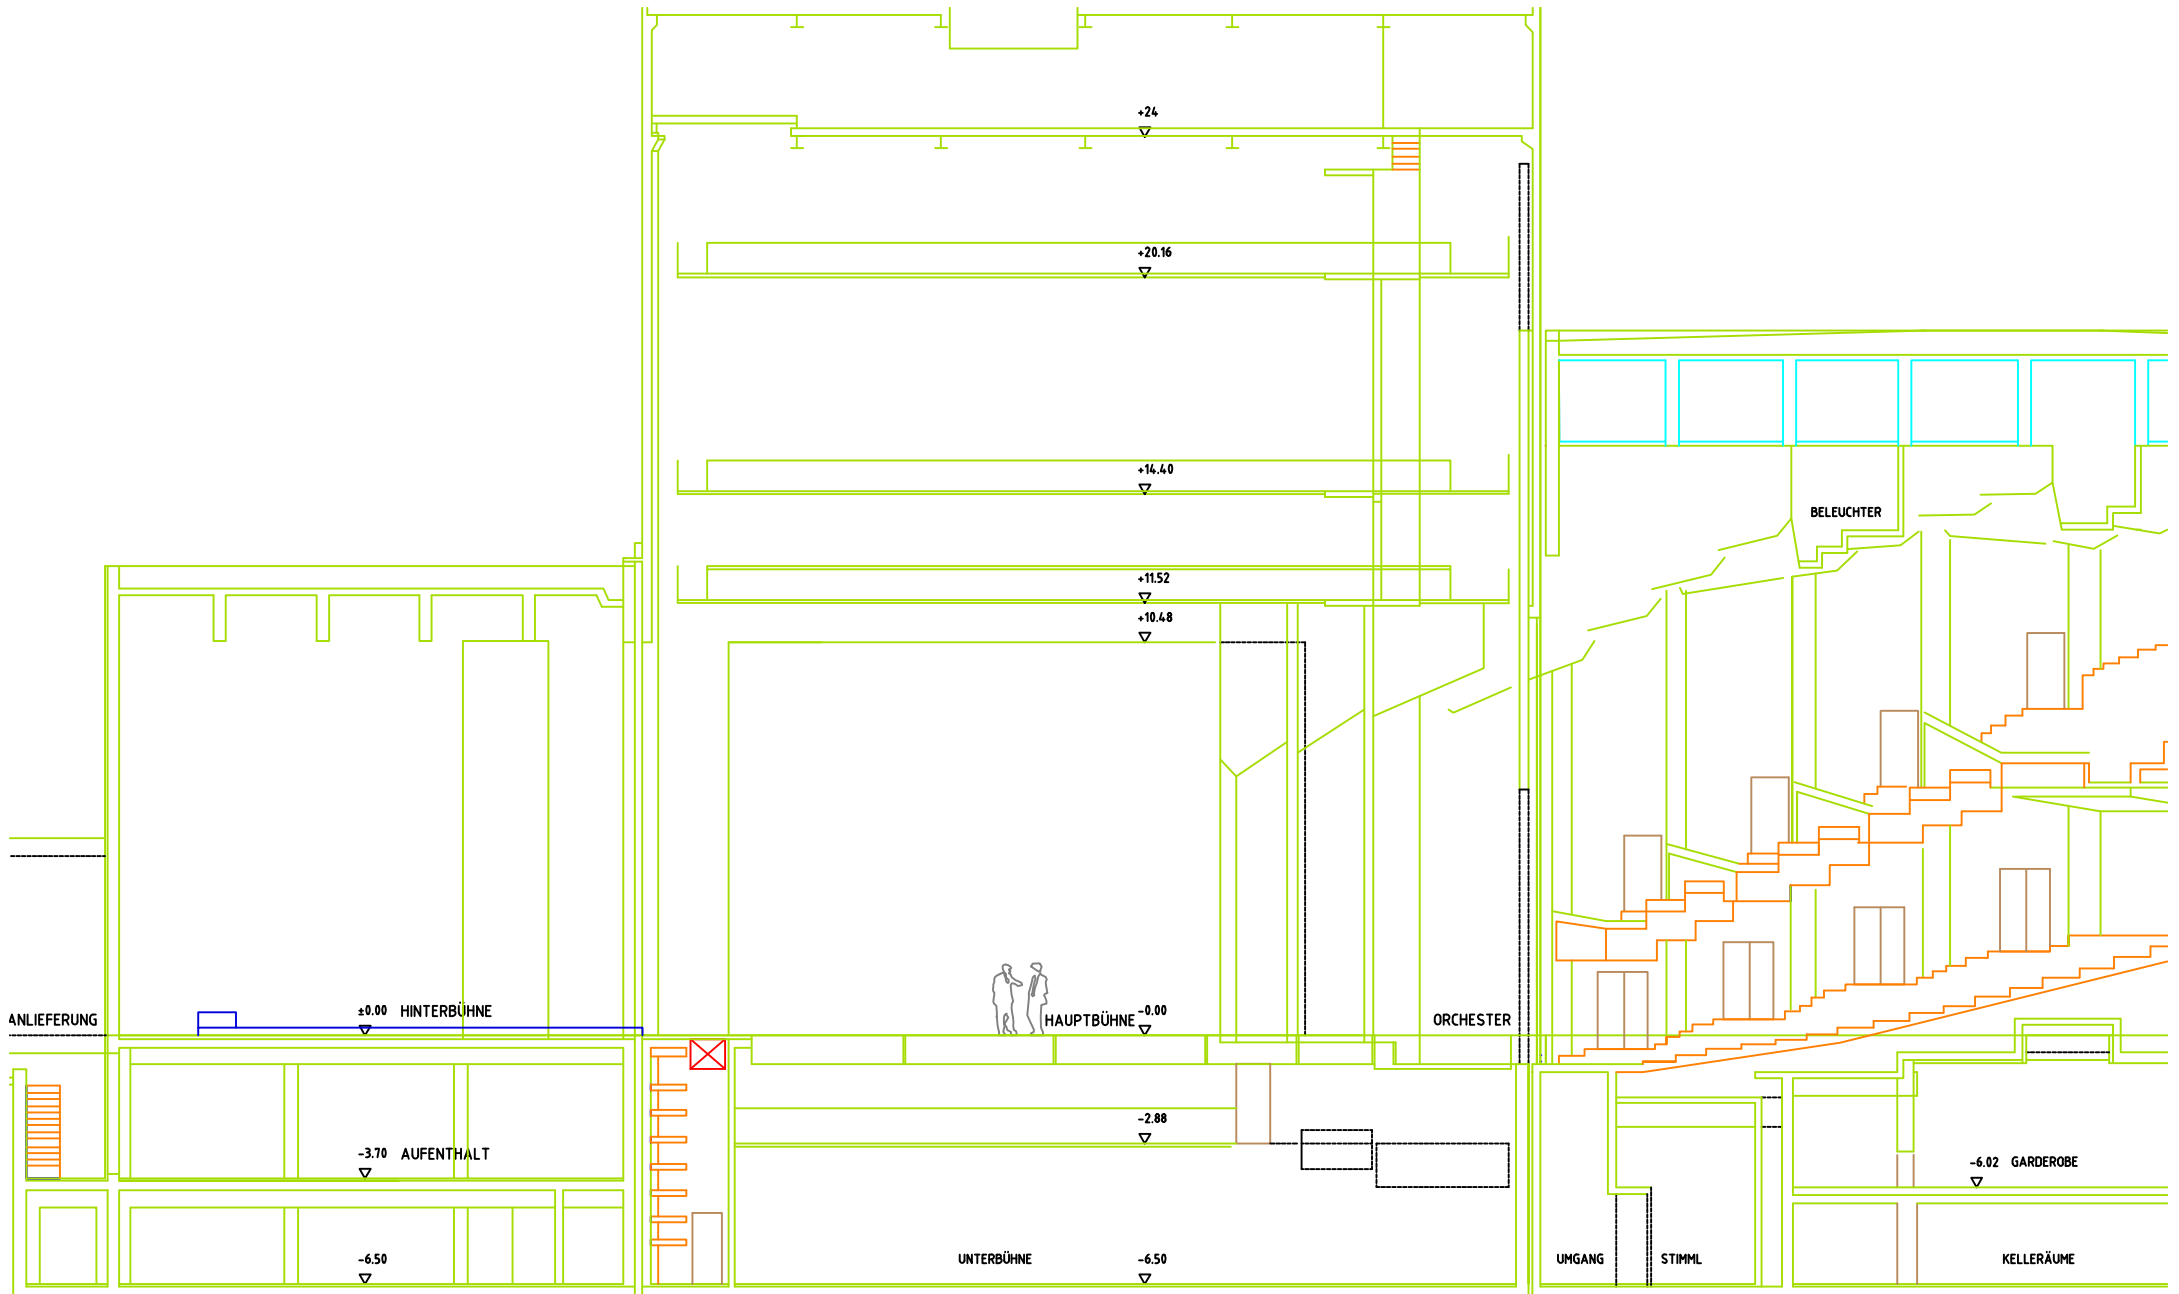 +24
+20.16
+14.40
BELEUCHTER
+11.52
+10.48
±0.00 HINTERBÜHNE
-0.00
ANLIEFERUNG
HAUPTBÜHNE
ORCHESTER
-2.88
-3.70 AUFENTHALT
-6.02 GARDEROBE
-6.50
UNTERBÜHNE
-6.50
UMGANG
STIMML
KELLERÄUME